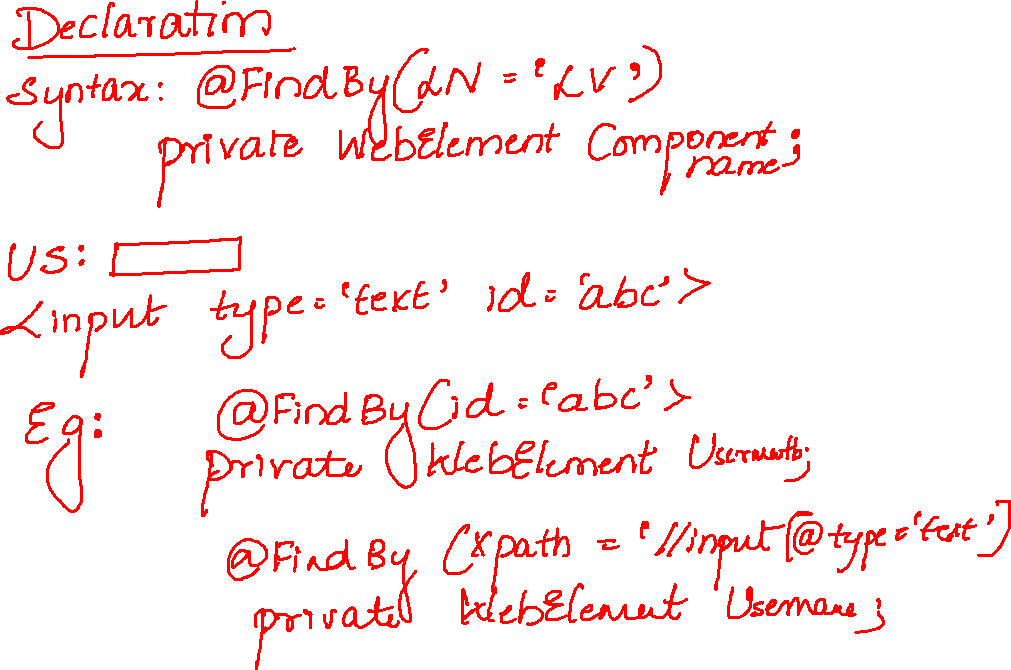 Declaration
Syntax: @FindBy(LN = 'LV')
private WebElement Component
name;
US:
<input type='text' id='abc'>
Eg: @FindBy(id='abc'>
private WebElement
@FindBy (xpath = '//input[@type='text']
private WebElement Username;